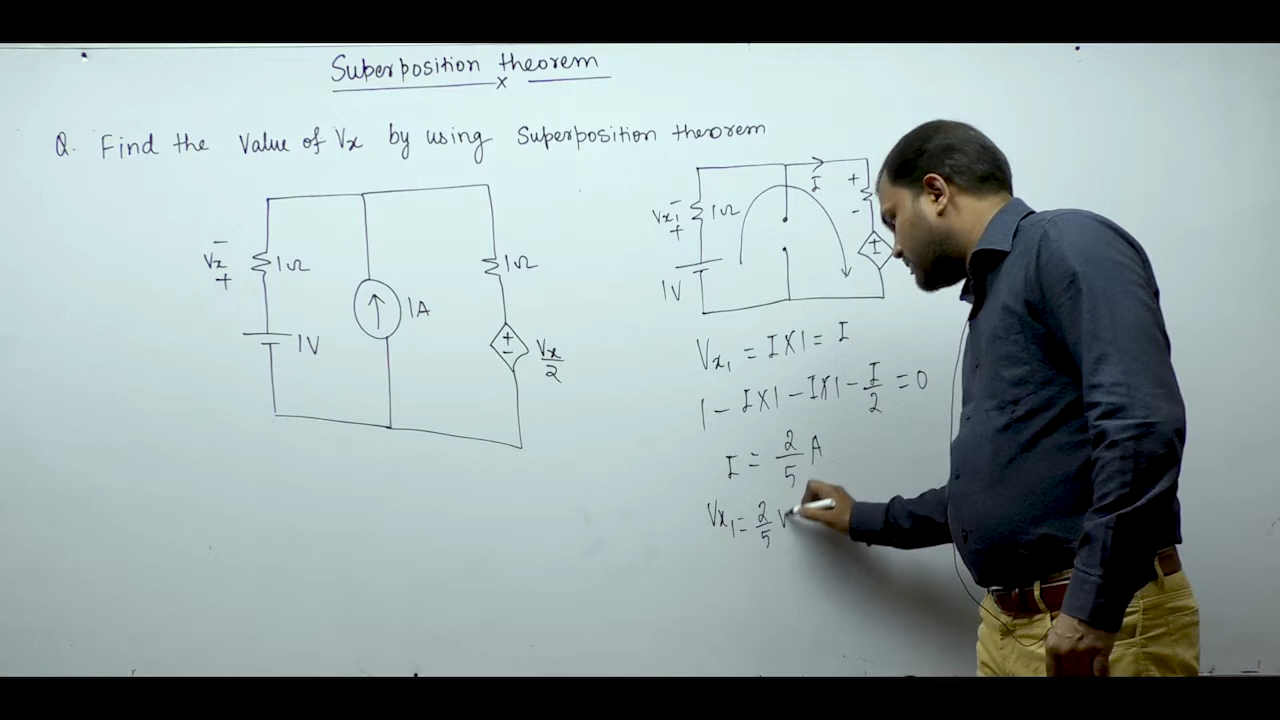 Superposition theorem
x
Q. Find the Value of Vx by using Superposition theorem
- Vx + 1Ω
1V
1A
1Ω
+ -
Vx/2
I
- Vx1 + 1Ω
1V
+ -
+ -
Vx1 = I×1 = I
1 - I×1 - I×1 - I/2 = 0
I = 2/5 A
Vx1 = 2/5 V